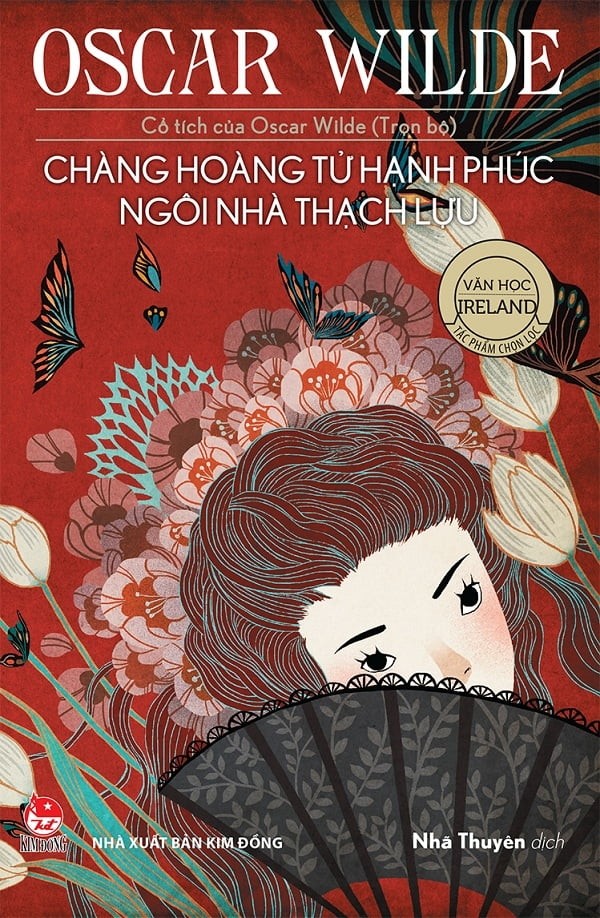 OSCAR WILDE
Cổ tích của Oscar Wilde (Trọn bộ)
CHÀNG HOÀNG TỬ HẠNH PHÚC
NGÔI NHÀ THẠCH LỰU
VĂN HỌC
IRELAND
TÁC PHẨM CHỌN LỌC
KIM ĐỒNG
NHÀ XUẤT BẢN KIM ĐỒNG
Nhã Thuyên dịch